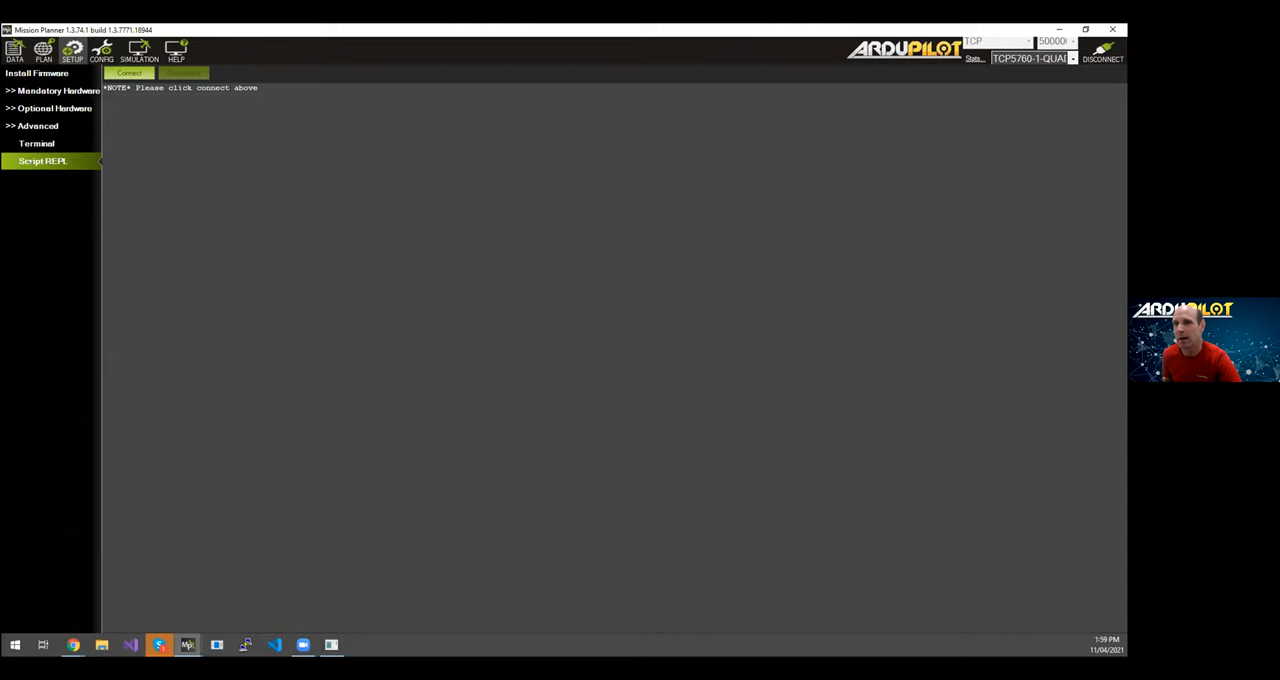 Mission Planner 1.3.74.1 build 1.3.7771.18944
DATA PLAN SETUP CONFIG SIMULATION HELP
ARDUPILOT
TCP
50000
Stats...
TCP5760-1-QUAD
DISCONNECT
Install Firmware
>> Mandatory Hardware
>> Optional Hardware
>> Advanced
Terminal
Script REPL
Connect
*NOTE* Please click connect above
ARDUPILOT
1:59 PM
11/04/2021